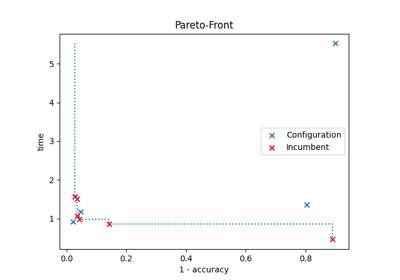 Pareto-Front
5
4
3
2
1
time
Configuration
Incumbent
0.0 0.2 0.4 0.6 0.8
1 - accuracy